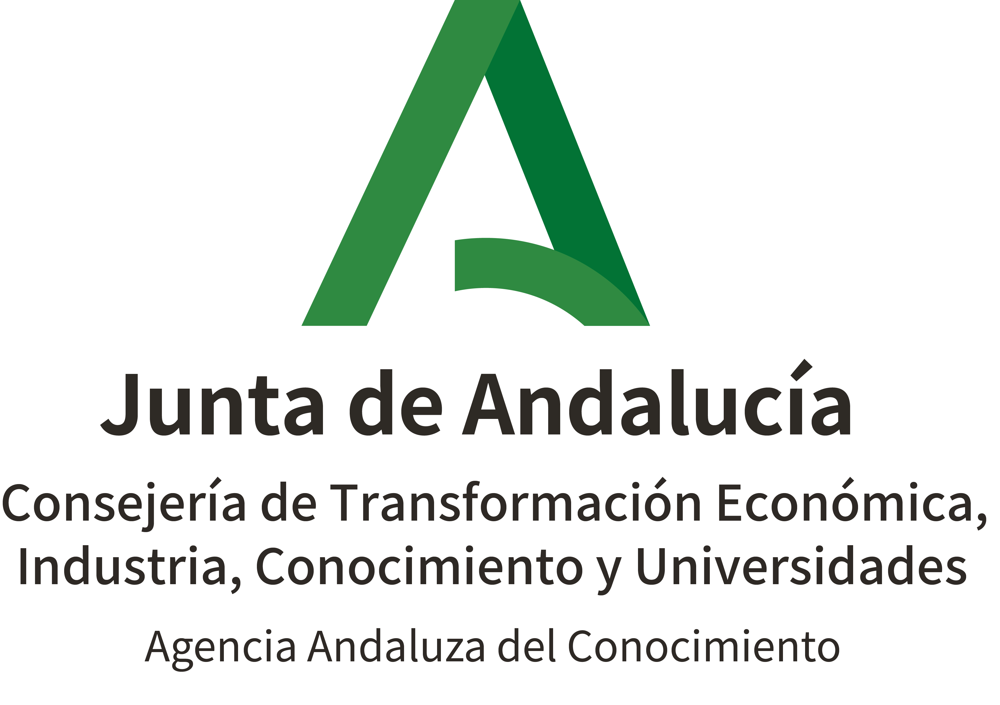 Junta de Andalucía
Consejería de Transformación Económica,
Industria, Conocimiento y Universidades
Agencia Andaluza del Conocimiento